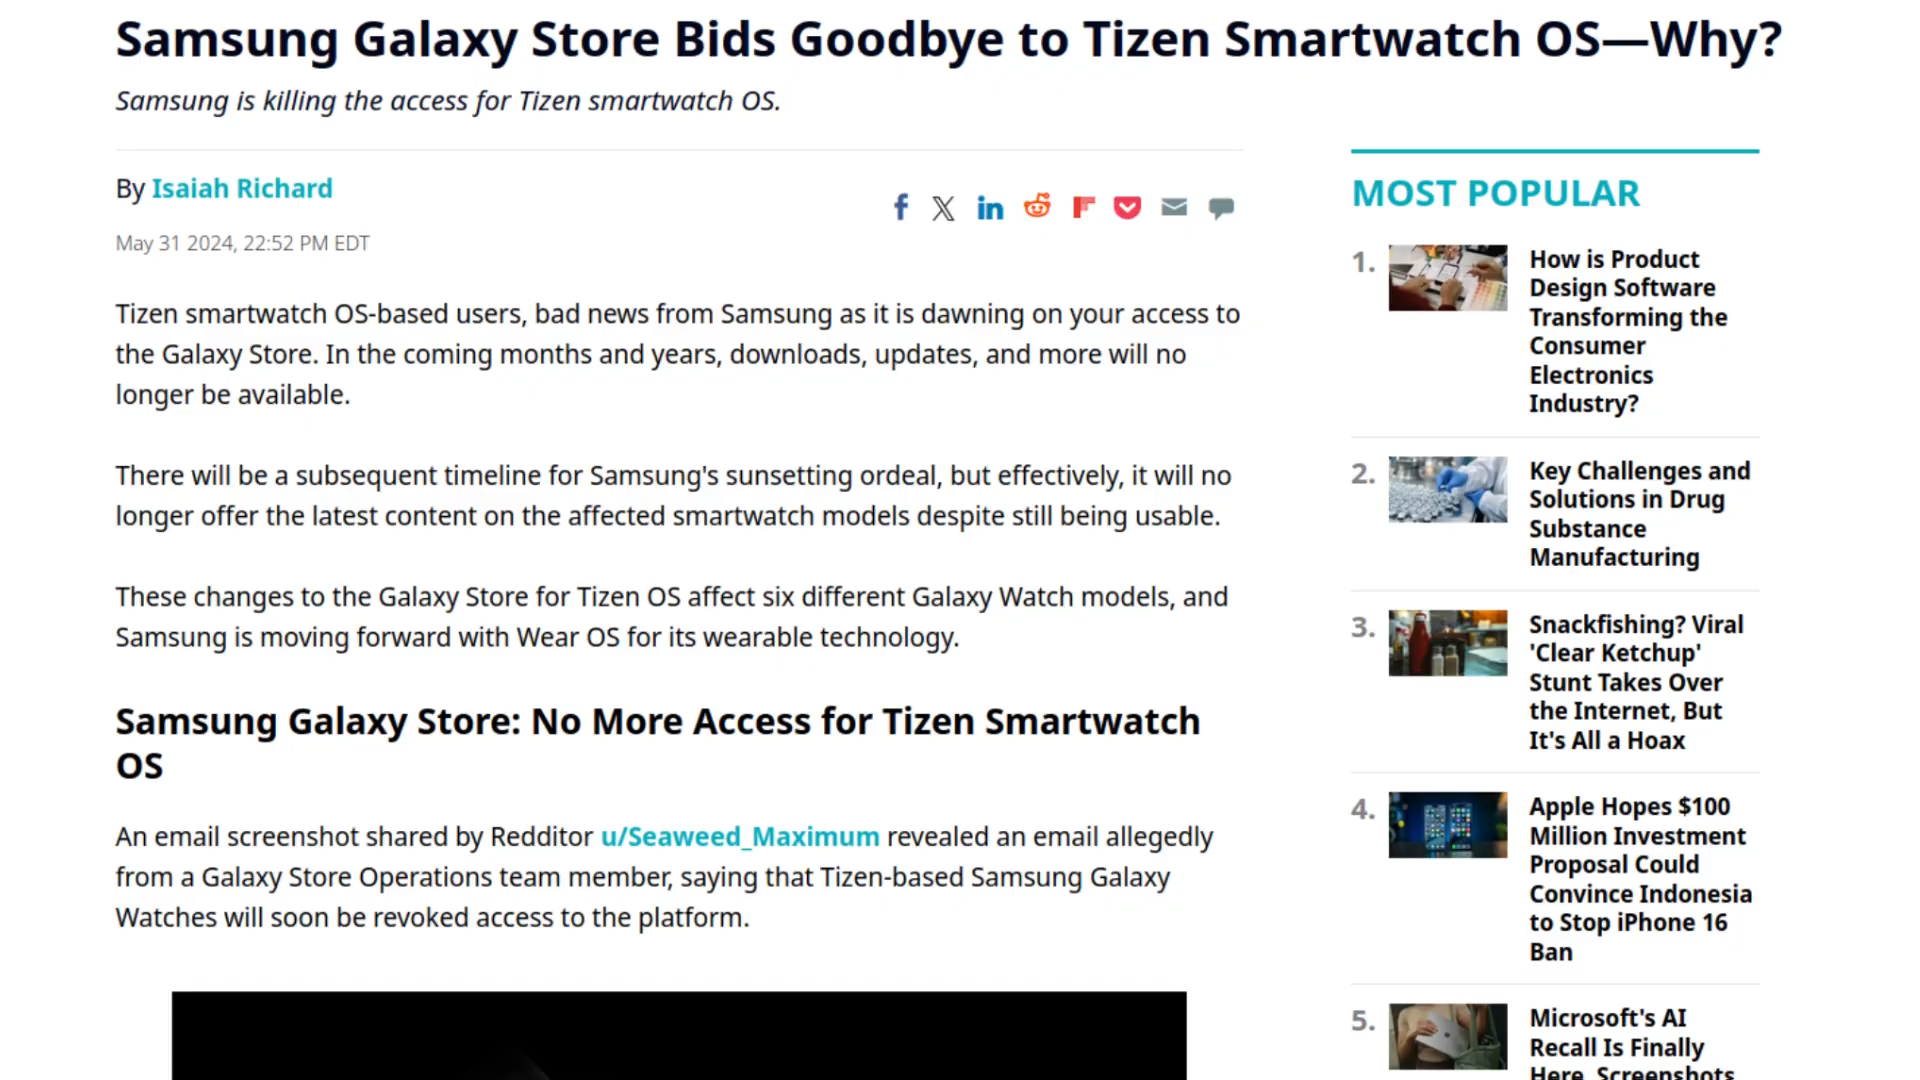 Samsung Galaxy Store Bids Goodbye to Tizen Smartwatch OS—Why?
Samsung is killing the access for Tizen smartwatch OS.
By Isaiah Richard
May 31 2024, 22:52 PM EDT
Tizen smartwatch OS-based users, bad news from Samsung as it is dawning on your access to
the Galaxy Store. In the coming months and years, downloads, updates, and more will no
longer be available.
There will be a subsequent timeline for Samsung's sunsetting ordeal, but effectively, it will no
longer offer the latest content on the affected smartwatch models despite still being usable.
These changes to the Galaxy Store for Tizen OS affect six different Galaxy Watch models, and
Samsung is moving forward with Wear OS for its wearable technology.
Samsung Galaxy Store: No More Access for Tizen Smartwatch
OS
An email screenshot shared by Redditor u/Seaweed_Maximum revealed an email allegedly
from a Galaxy Store Operations team member, saying that Tizen-based Samsung Galaxy
Watches will soon be revoked access to the platform.
MOST POPULAR
1.
How is Product
Design Software
Transforming the
Consumer
Electronics
Industry?
2.
Key Challenges and
Solutions in Drug
Substance
Manufacturing
3.
Snackfishing? Viral
'Clear Ketchup'
Stunt Takes Over
the Internet, But
It's All a Hoax
4.
Apple Hopes $100
Million Investment
Proposal Could
Convince Indonesia
to Stop iPhone 16
Ban
5.
Microsoft's AI
Recall Is Finally
Here, Screenshots